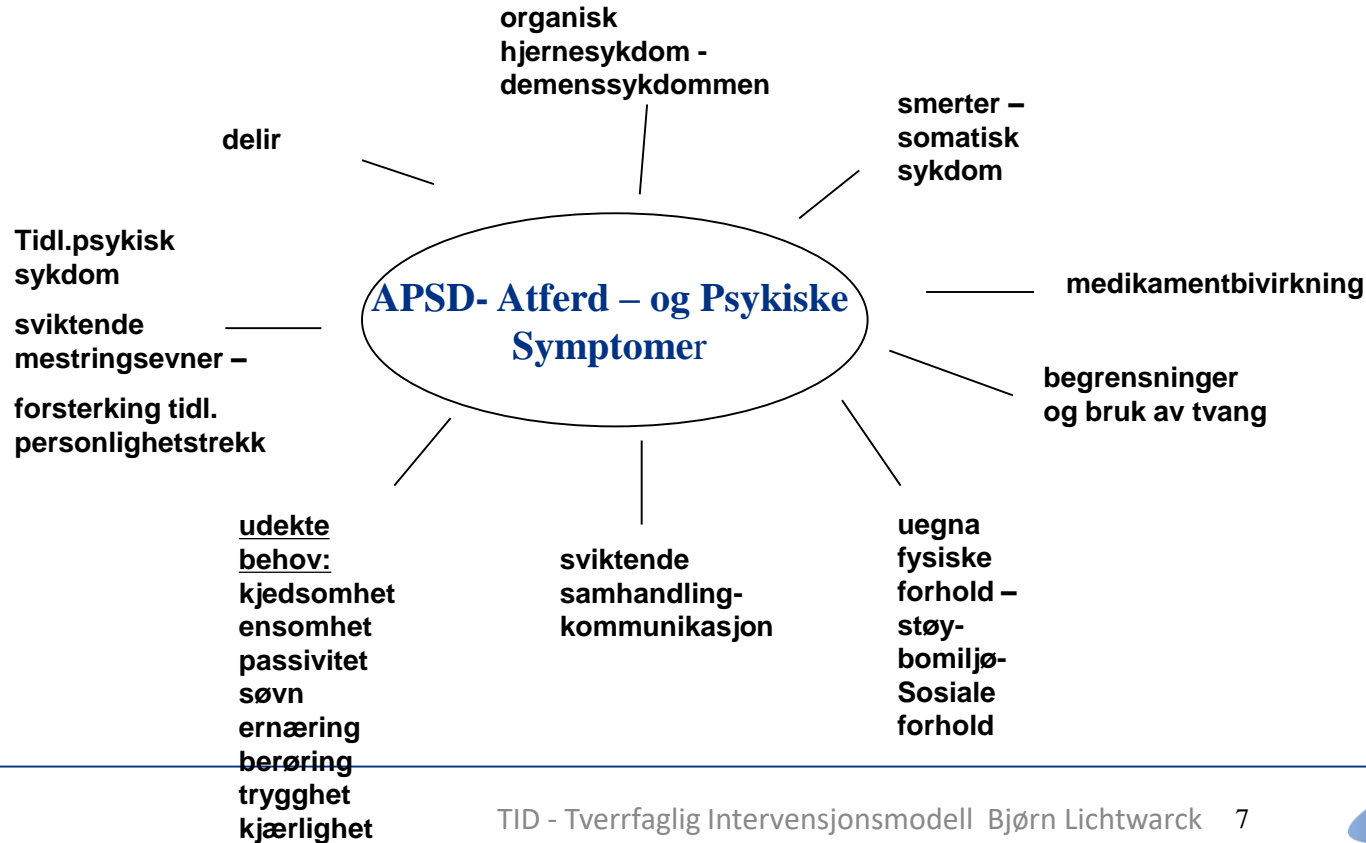 organisk
hjernesykdom -
demenssykdommen
smerter –
somatisk
sykdom
delir
Tidl.psykisk
sykdom
sviktende
mestringsevner –
forsterking tidl.
personlighetstrekk
APSD- Atferd – og Psykiske
Symptomer
medikamentbivirkning
begrensninger
og bruk av tvang
udekte
behov:
kjedsomhet
ensomhet
passivitet
søvn
ernæring
berøring
trygghet
kjærlighet
sviktende
samhandling-
kommunikasjon
uegna
fysiske
forhold –
støy-
bomiljø-
Sosiale
forhold
TID - Tverrfaglig Intervensjonsmodell Bjørn Lichtwarck 7